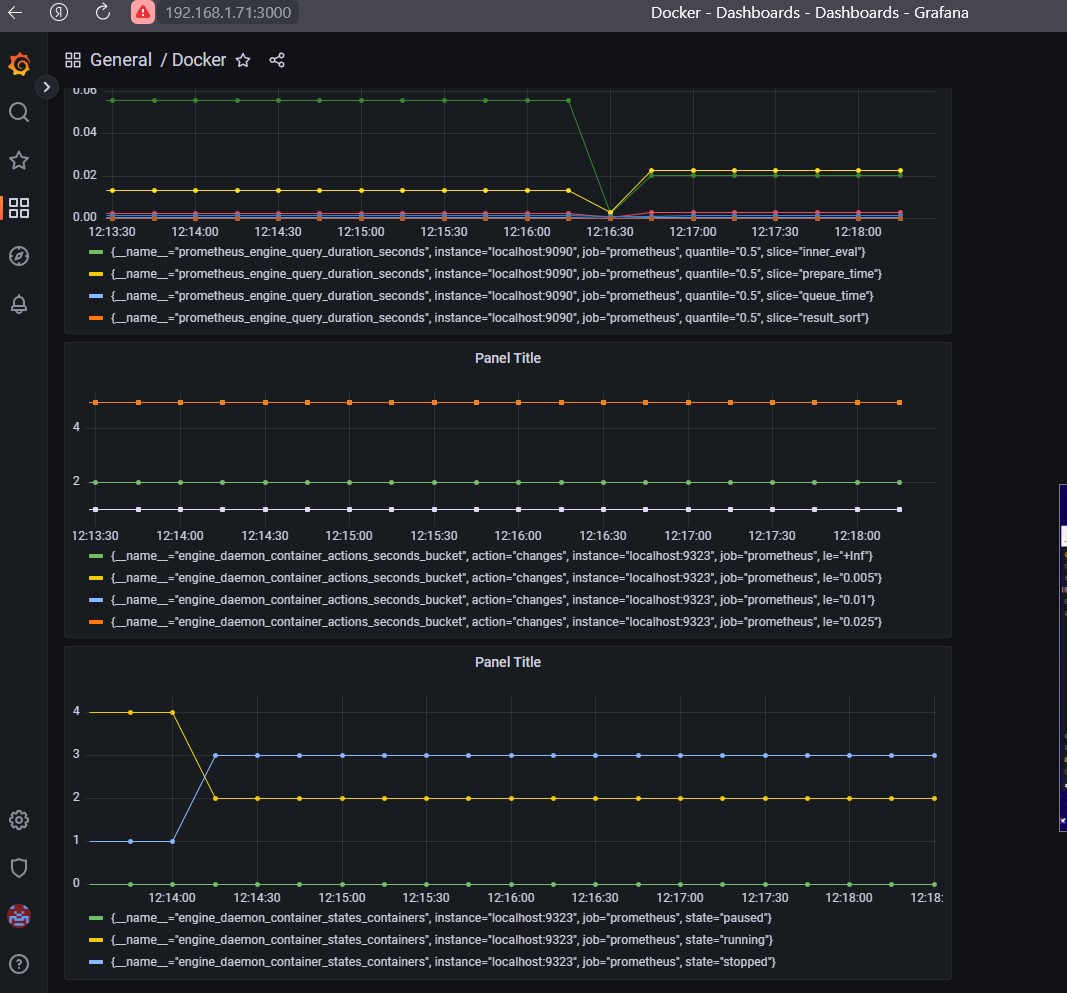 192.168.1.71:3000
Docker - Dashboards - Dashboards - Grafana
General / Docker
0.06
0.04
0.02
0.00
12:13:30 12:14:00 12:14:30 12:15:00 12:15:30 12:16:00 12:16:30 12:17:00 12:17:30 12:18:00
{__name__="prometheus_engine_query_duration_seconds", instance="localhost:9090", job="prometheus", quantile="0.5", slice="inner_eval"}
{__name__="prometheus_engine_query_duration_seconds", instance="localhost:9090", job="prometheus", quantile="0.5", slice="prepare_time"}
{__name__="prometheus_engine_query_duration_seconds", instance="localhost:9090", job="prometheus", quantile="0.5", slice="queue_time"}
{__name__="prometheus_engine_query_duration_seconds", instance="localhost:9090", job="prometheus", quantile="0.5", slice="result_sort"}
Panel Title
4
2
12:13:30 12:14:00 12:14:30 12:15:00 12:15:30 12:16:00 12:16:30 12:17:00 12:17:30 12:18:00
{__name__="engine_daemon_container_actions_seconds_bucket", action="changes", instance="localhost:9323", job="prometheus", le="+Inf"}
{__name__="engine_daemon_container_actions_seconds_bucket", action="changes", instance="localhost:9323", job="prometheus", le="0.005"}
{__name__="engine_daemon_container_actions_seconds_bucket", action="changes", instance="localhost:9323", job="prometheus", le="0.01"}
{__name__="engine_daemon_container_actions_seconds_bucket", action="changes", instance="localhost:9323", job="prometheus", le="0.025"}
Panel Title
4
3
2
1
0
12:14:00 12:14:30 12:15:00 12:15:30 12:16:00 12:16:30 12:17:00 12:17:30 12:18:00 12:18:
{__name__="engine_daemon_container_states_containers", instance="localhost:9323", job="prometheus", state="paused"}
{__name__="engine_daemon_container_states_containers", instance="localhost:9323", job="prometheus", state="running"}
{__name__="engine_daemon_container_states_containers", instance="localhost:9323", job="prometheus", state="stopped"}